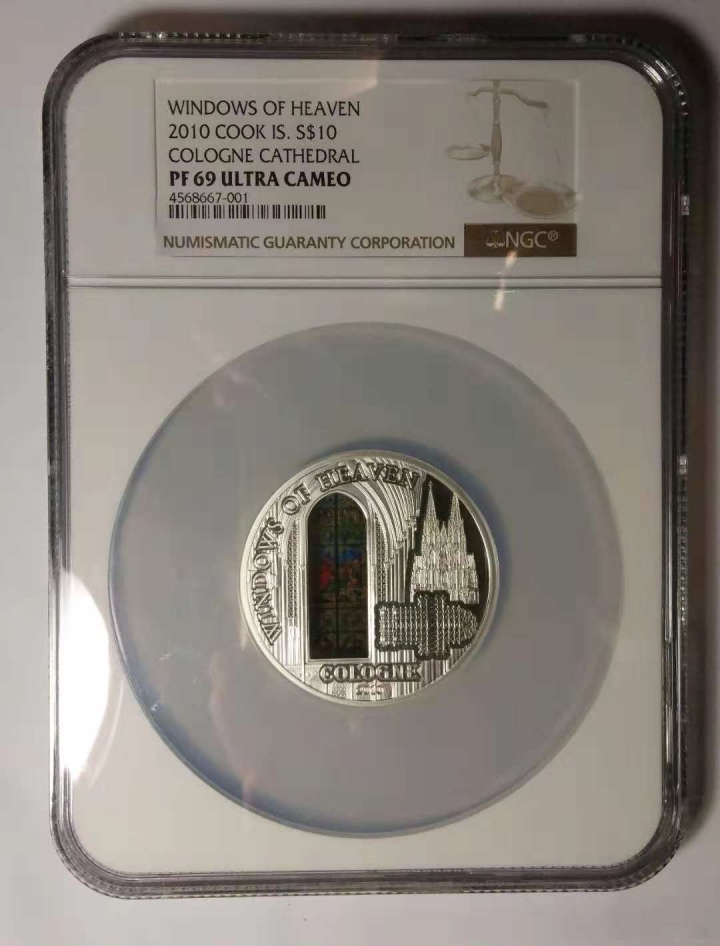 WINDOWS OF HEAVEN
2010 COOK IS. S$10
COLOGNE CATHEDRAL
PF 69 ULTRA CAMEO
4568667-001
NUMISMATIC GUARANTY CORPORATION
NGC®
WINDOWS OF HEAVEN
COLOGNE